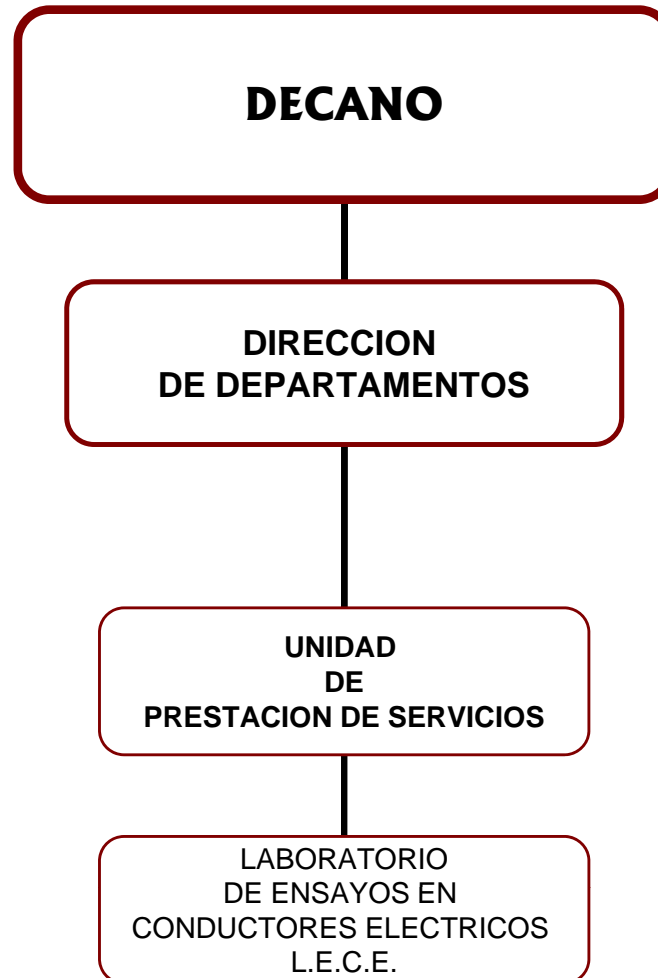 DECANO
DIRECCION
DE DEPARTAMENTOS
UNIDAD
DE
PRESTACION DE SERVICIOS
LABORATORIO
DE ENSAYOS EN
CONDUCTORES ELECTRICOS
L.E.C.E.